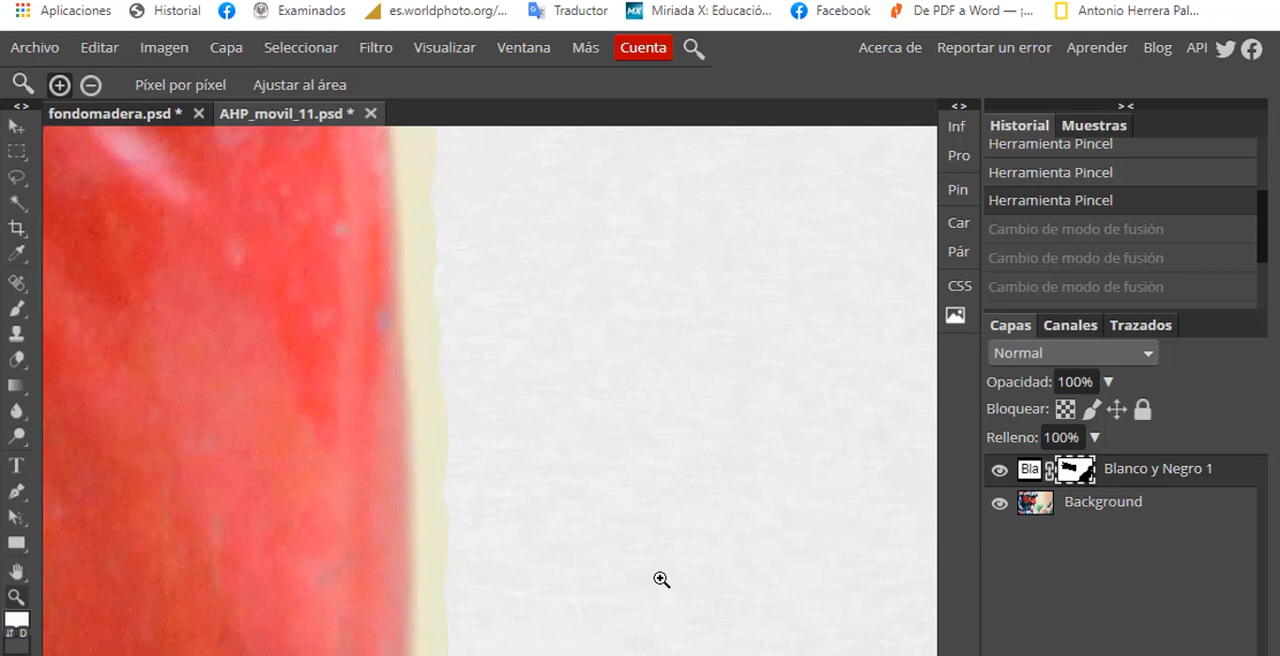 Aplicaciones Historial Examinados es.worldphoto.org/... Traductor Miriada X: Educació... Facebook De PDF a Word — ¡... Antonio Herrera Pal...
Archivo Editar Imagen Capa Seleccionar Filtro Visualizar Ventana Más Cuenta Acerca de Reportar un error Aprender Blog API
Píxel por píxel Ajustar al área
< > > <
fondomadera.psd * AHP_movil_11.psd *
< >
Inf
Pro
Pin
Car
Pár
CSS
Historial Muestras
Herramienta Pincel
Herramienta Pincel
Herramienta Pincel
Cambio de modo de fusión
Cambio de modo de fusión
Cambio de modo de fusión
Capas Canales Trazados
Normal
Opacidad: 100%
Bloquear:
Relleno: 100%
Bla Blanco y Negro 1
Background
T
D